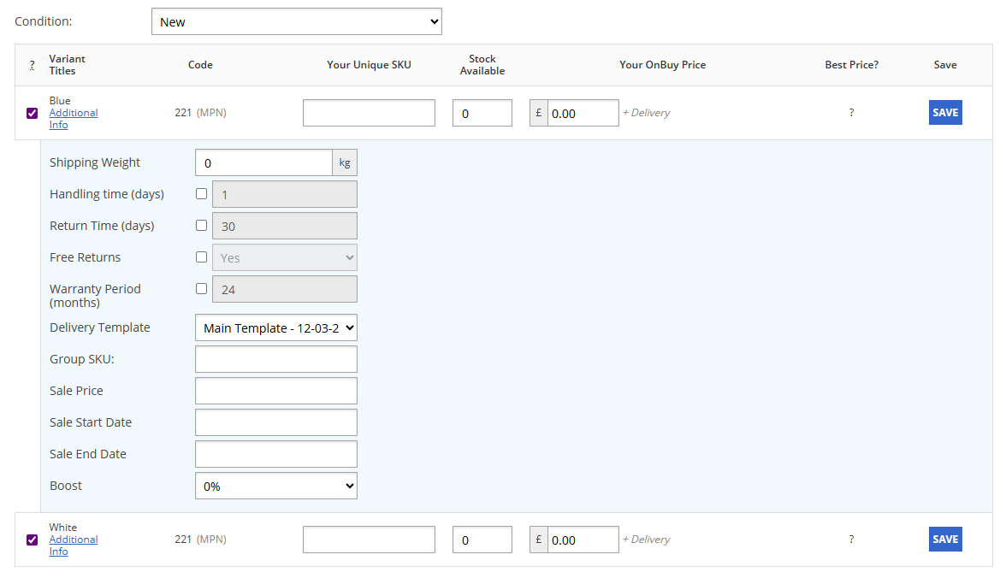 Condition: New
? Variant Titles Code Your Unique SKU Stock Available Your OnBuy Price Best Price? Save
Blue
Additional Info 221 (MPN) 0 £ 0.00 + Delivery ? SAVE
Shipping Weight 0 kg
Handling time (days) 1
Return Time (days) 30
Free Returns Yes
Warranty Period (months) 24
Delivery Template Main Template - 12-03-2
Group SKU:
Sale Price
Sale Start Date
Sale End Date
Boost 0%
White
Additional Info 221 (MPN) 0 £ 0.00 + Delivery ? SAVE